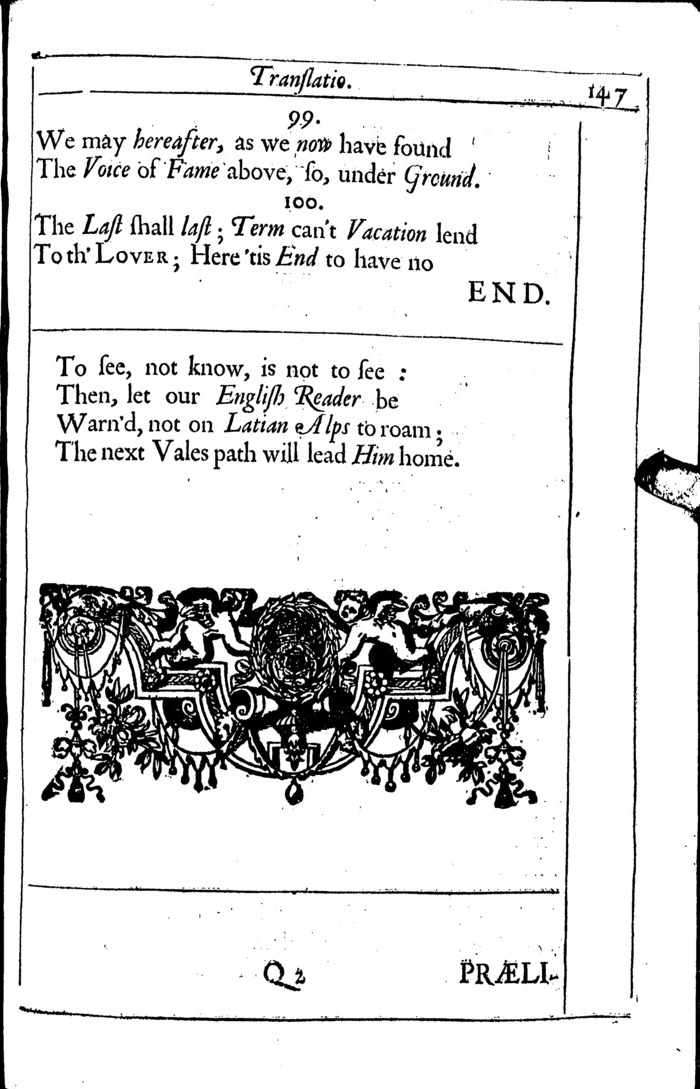 Tranſlatio.
147
99.
We may hereafter, as we now have found
The Voice of Fame above, ſo, under Ground.
100.
The Laſt ſhall laſt; Term can't Vacation lend
To th' LOVER; Here 'tis End to have no
END.
To ſee, not know, is not to ſee :
Then, let our Engliſh Reader be
Warn'd, not on Latian Alps to roam;
The next Vales path will lead Him home.
Q 2
PRÆLI-